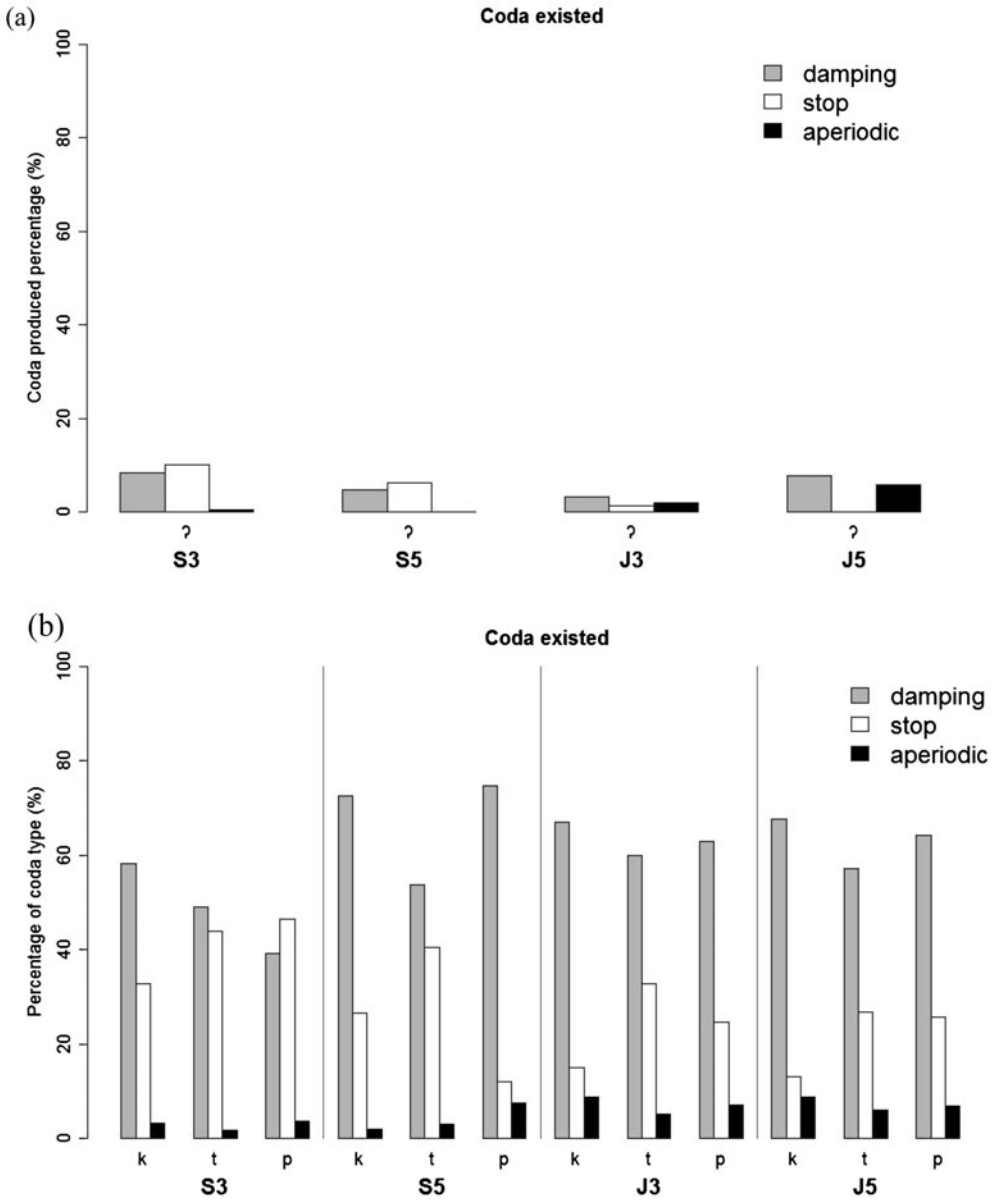 (a)
Coda existed
100
80
60
40
20
0
Coda produced percentage (%)
damping
stop
aperiodic
ʔ ʔ ʔ ʔ
S3 S5 J3 J5
(b)
Coda existed
100
80
60
40
20
0
Percentage of coda type (%)
damping
stop
aperiodic
k t p k t p k t p k t p
S3 S5 J3 J5